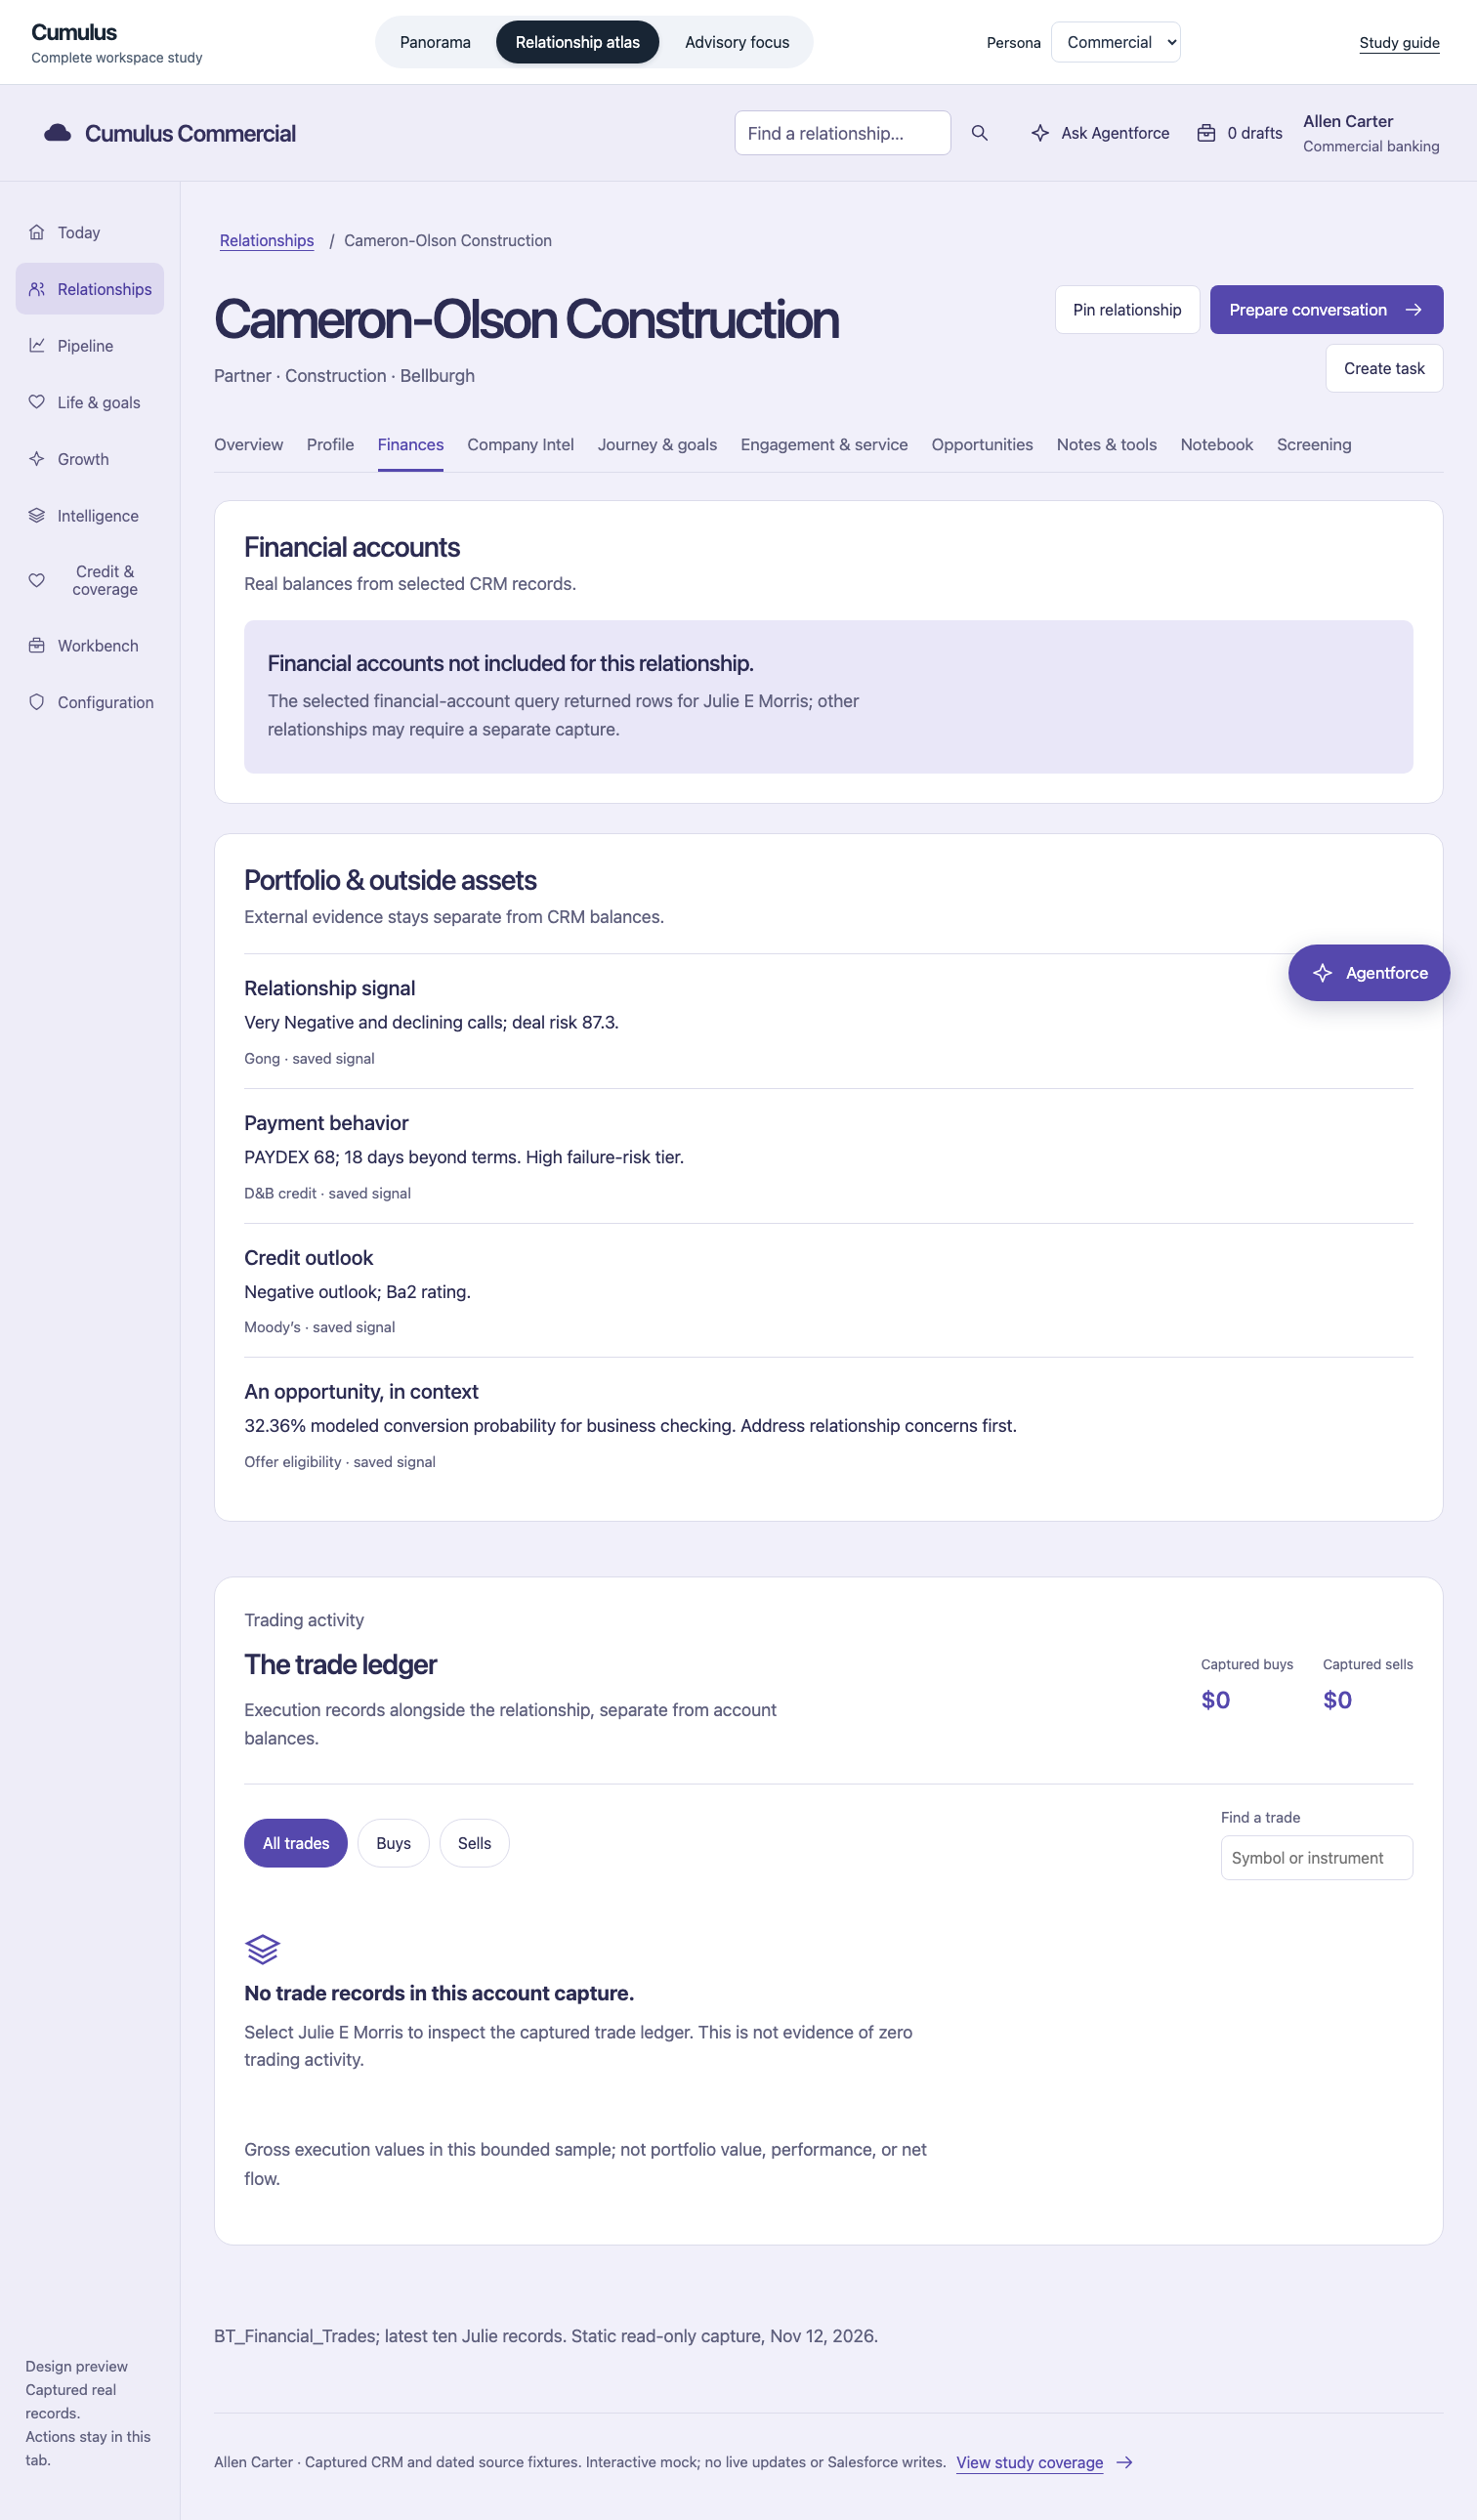 Cumulus
Complete workspace study
Panorama
Relationship atlas
Advisory focus
Persona
Commercial
Study guide
Cumulus Commercial
Find a relationship...
Ask Agentforce
0 drafts
Allen Carter
Commercial banking
Today
Relationships
Pipeline
Life & goals
Growth
Intelligence
Credit &
coverage
Workbench
Configuration
Relationships / Cameron-Olson Construction
Cameron-Olson Construction
Partner · Construction · Bellburgh
Pin relationship
Prepare conversation
Create task
Overview
Profile
Finances
Company Intel
Journey & goals
Engagement & service
Opportunities
Notes & tools
Notebook
Screening
Financial accounts
Real balances from selected CRM records.
Financial accounts not included for this relationship.
The selected financial-account query returned rows for Julie E Morris; other
relationships may require a separate capture.
Portfolio & outside assets
External evidence stays separate from CRM balances.
Agentforce
Relationship signal
Very Negative and declining calls; deal risk 87.3.
Gong · saved signal
Payment behavior
PAYDEX 68; 18 days beyond terms. High failure-risk tier.
D&B credit · saved signal
Credit outlook
Negative outlook; Ba2 rating.
Moody's · saved signal
An opportunity, in context
32.36% modeled conversion probability for business checking. Address relationship concerns first.
Offer eligibility · saved signal
Trading activity
The trade ledger
Execution records alongside the relationship, separate from account
balances.
Captured buys
$0
Captured sells
$0
All trades
Buys
Sells
Find a trade
Symbol or instrument
No trade records in this account capture.
Select Julie E Morris to inspect the captured trade ledger. This is not evidence of zero
trading activity.
Gross execution values in this bounded sample; not portfolio value, performance, or net
flow.
BT_Financial_Trades; latest ten Julie records. Static read-only capture, Nov 12, 2026.
Design preview
Captured real
records.
Actions stay in this
tab.
Allen Carter · Captured CRM and dated source fixtures. Interactive mock; no live updates or Salesforce writes.
View study coverage